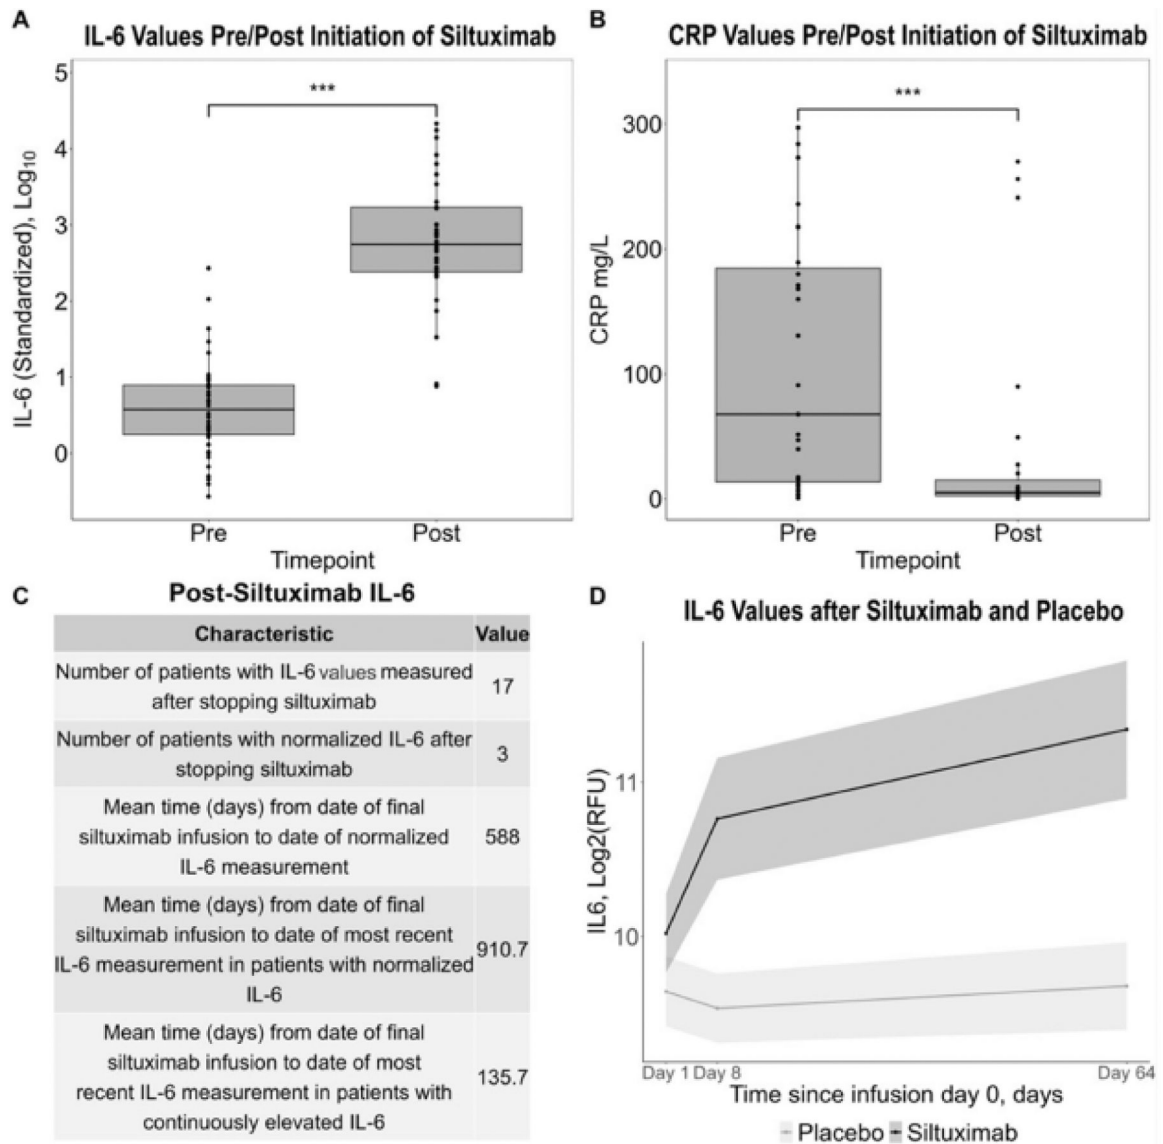 A
IL-6 Values Pre/Post Initiation of Siltuximab
5
4
3
2
1
0
IL-6 (Standardized), Log10
***
Pre
Post
Timepoint
B
CRP Values Pre/Post Initiation of Siltuximab
300
200
100
0
CRP mg/L
***
Pre
Post
Timepoint
C
Post-Siltuximab IL-6
Characteristic Value
Number of patients with IL-6 values measured
after stopping siltuximab
17
Number of patients with normalized IL-6 after
stopping siltuximab
3
Mean time (days) from date of final
siltuximab infusion to date of normalized
IL-6 measurement
588
Mean time (days) from date of final
siltuximab infusion to date of most recent
IL-6 measurement in patients with normalized
IL-6
910.7
Mean time (days) from date of final
siltuximab infusion to date of most
recent IL-6 measurement in patients with
continuously elevated IL-6
135.7
D
IL-6 Values after Siltuximab and Placebo
11
10
IL6, Log2(RFU)
Day 1 Day 8 Day 64
Time since infusion day 0, days
Placebo Siltuximab